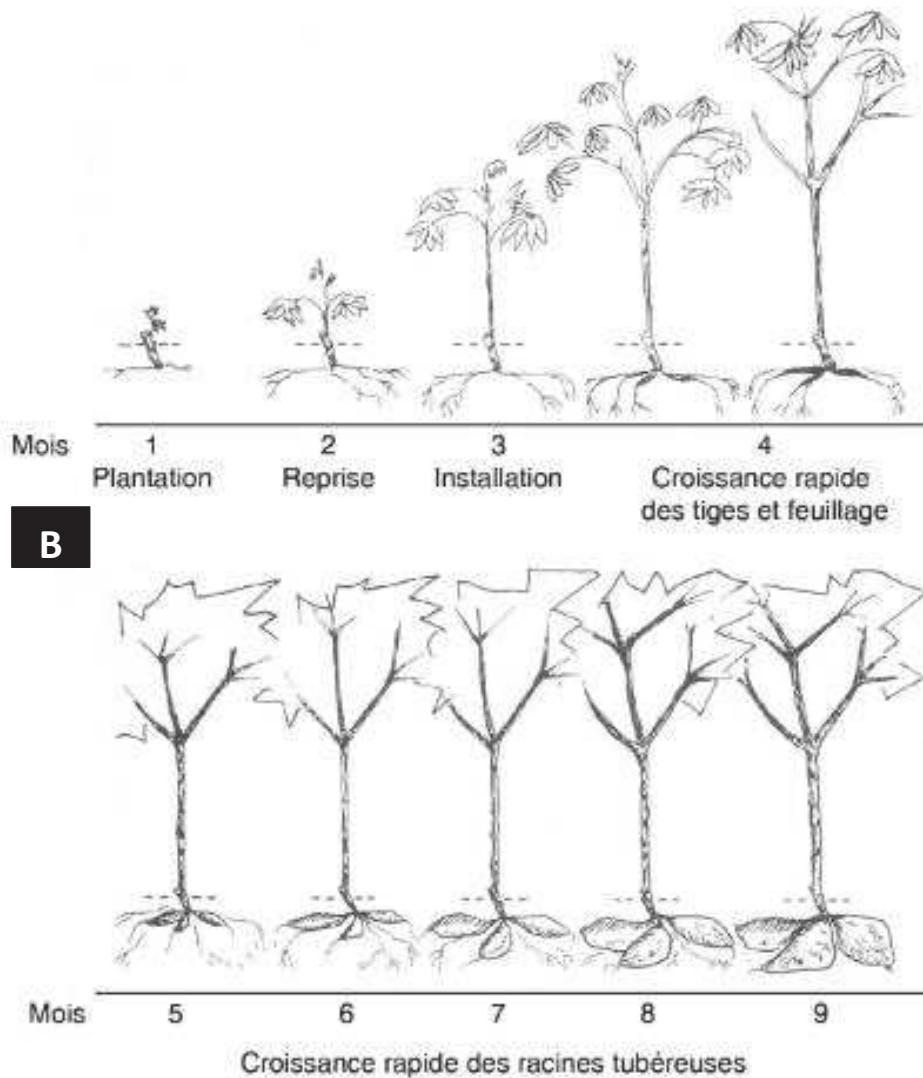 Mois 1 2 3 4
Plantation Reprise Installation Croissance rapide
des tiges et feuillage
B
Mois 5 6 7 8 9
Croissance rapide des racines tubéreuses